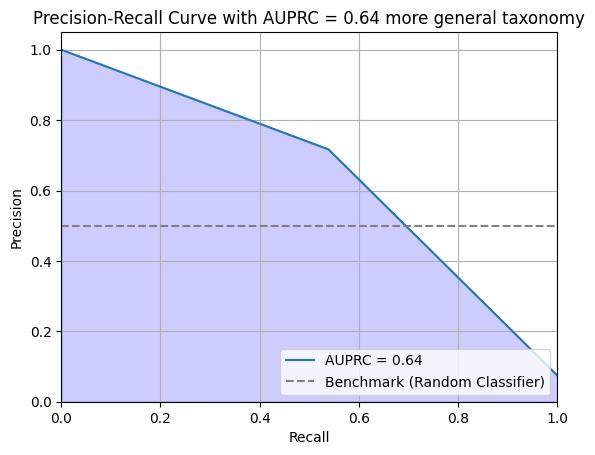 Precision-Recall Curve with AUPRC = 0.64 more general taxonomy
1.0
0.8
0.6
0.4
0.2
0.0
Precision
AUPRC = 0.64
Benchmark (Random Classifier)
0.0 0.2 0.4 0.6 0.8 1.0
Recall